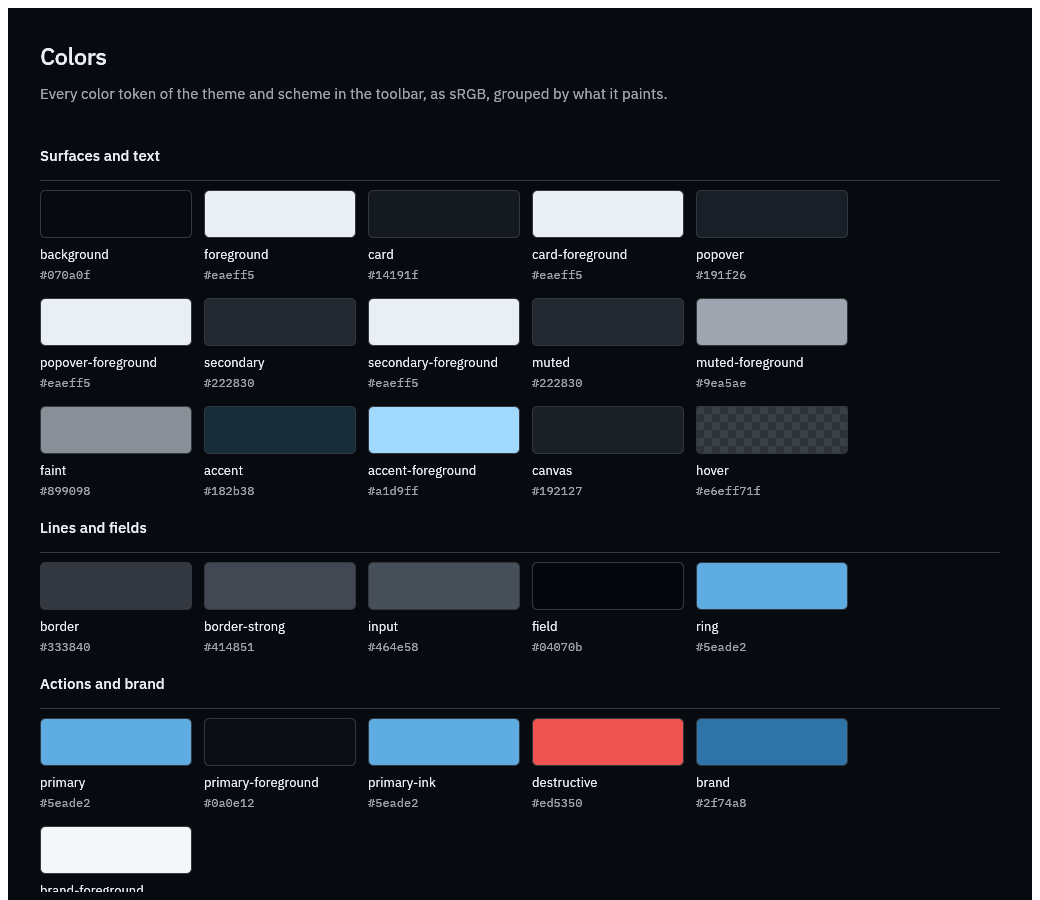 Colors
Every color token of the theme and scheme in the toolbar, as sRGB, grouped by what it paints.
Surfaces and text
background foreground card card-foreground popover
#070a0f #eaeff5 #14191f #eaeff5 #191f26
popover-foreground secondary secondary-foreground muted muted-foreground
#eaeff5 #222830 #eaeff5 #222830 #9ea5ae
faint accent accent-foreground canvas hover
#899098 #182b38 #a1d9ff #192127 #e6eff71f
Lines and fields
border border-strong input field ring
#333840 #414851 #464e58 #04070b #5eade2
Actions and brand
primary primary-foreground primary-ink destructive brand
#5eade2 #0a0e12 #5eade2 #ed5350 #2f74a8
brand-foreground